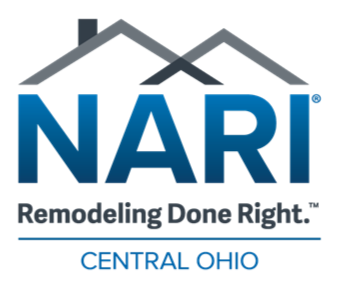 NARI®
Remodeling Done Right.™
CENTRAL OHIO